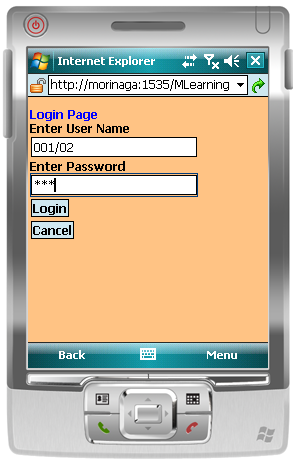 Internet Explorer
http://morinaga:1535/MLearning
Login Page
Enter User Name
001/02
Enter Password
***
Login
Cancel
Back Menu